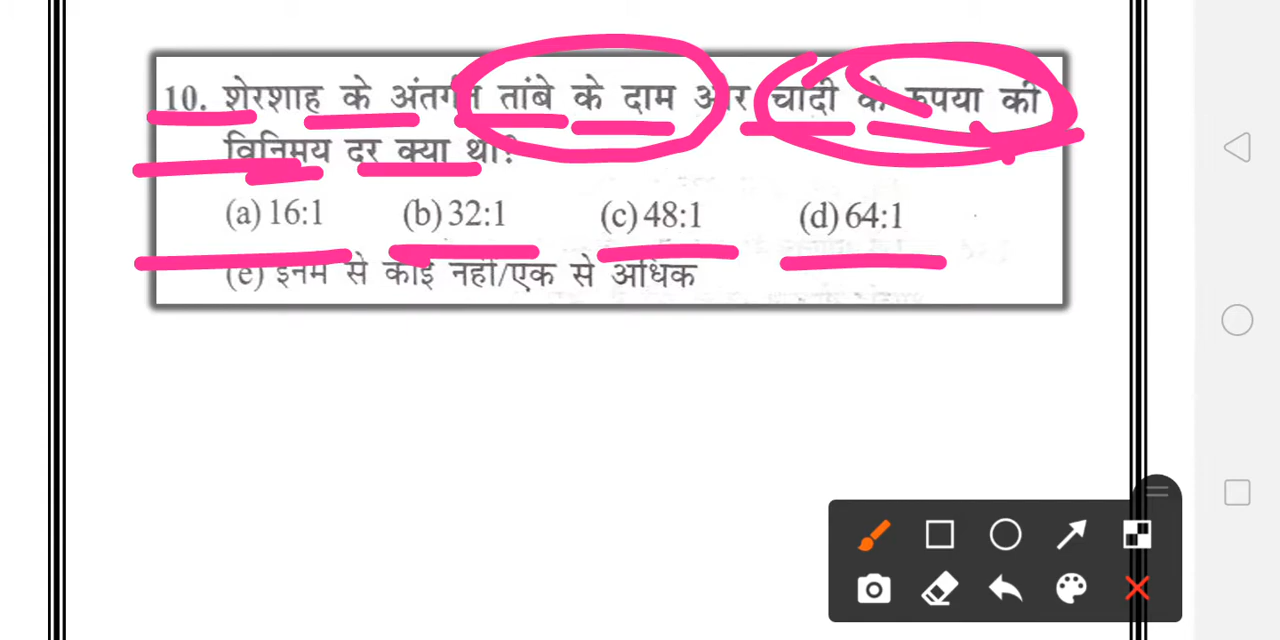 10. शेरशाह के अंतर्गत तांबे के दाम और चांदी के रुपया की
विनिमय दर क्या थी?
(a) 16:1 (b) 32:1 (c) 48:1 (d) 64:1
(e) इनमें से कोई नहीं/एक से अधिक